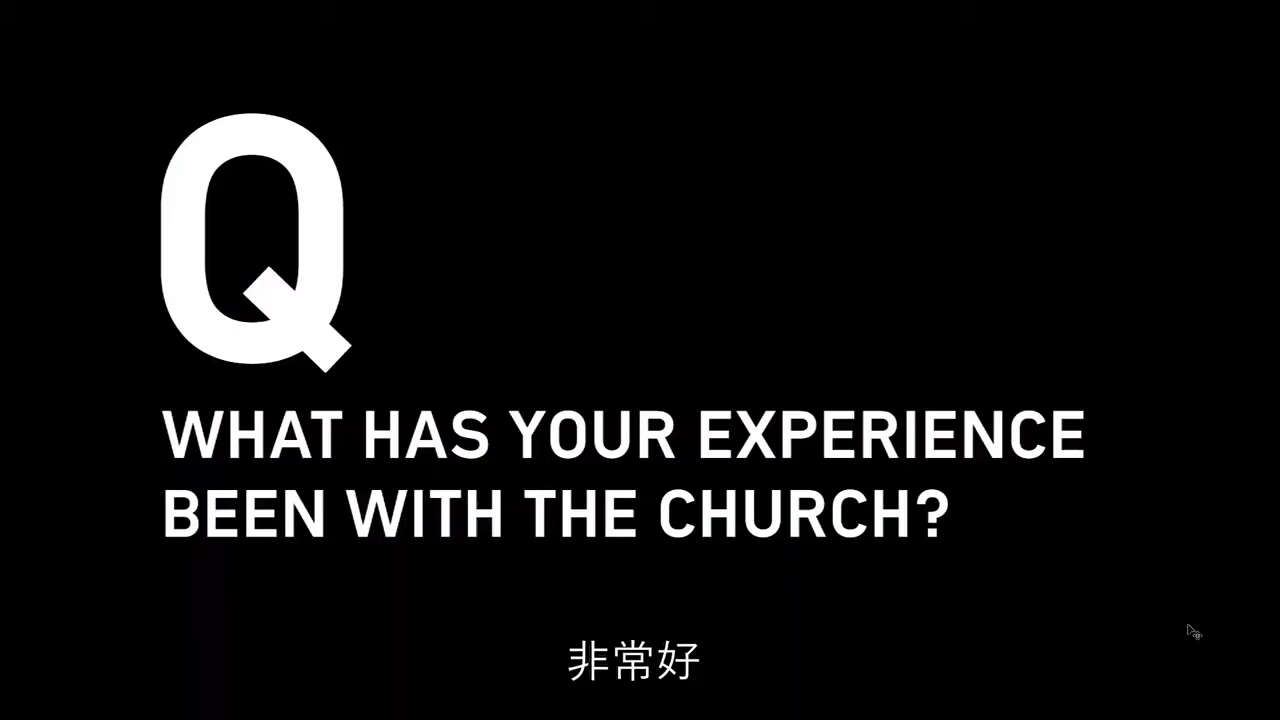 Q
WHAT HAS YOUR EXPERIENCE
BEEN WITH THE CHURCH?
非常好